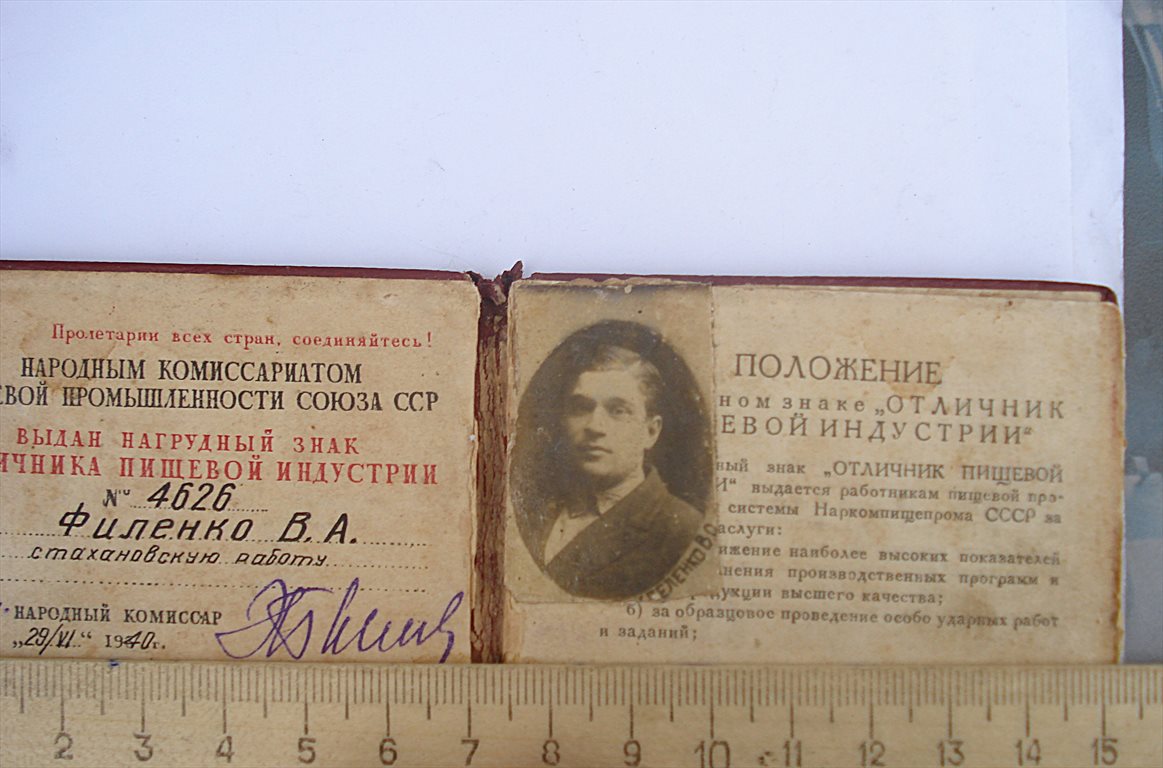 Пролетарии всех стран, соединяйтесь!
НАРОДНЫМ КОМИССАРИАТОМ
ЕВОЙ ПРОМЫШЛЕННОСТИ СОЮЗА ССР
ВЫДАН НАГРУДНЫЙ ЗНАК
ИЧНИКА ПИЩЕВОЙ ИНДУСТРИИ
№ 4626
Филенко В.А.
стахановскую работу
НАРОДНЫЙ КОМИССАР
„29/VI“ 1940г.
ПОЛОЖЕНИЕ
ном знаке „ОТЛИЧНИК
ЕВОЙ ИНДУСТРИИ“
ный знак „ОТЛИЧНИК ПИЩЕВОЙ
И“ выдается работникам пищевой про-
системы Наркомпищепрома СССР за
аслуги:
ижение наиболее высоких показателей
нения производственных программ и
дукции высшего качества;
б) за образцовое проведение особо ударных работ
и заданий;
2 3 4 5 6 7 8 9 10 11 12 13 14 15